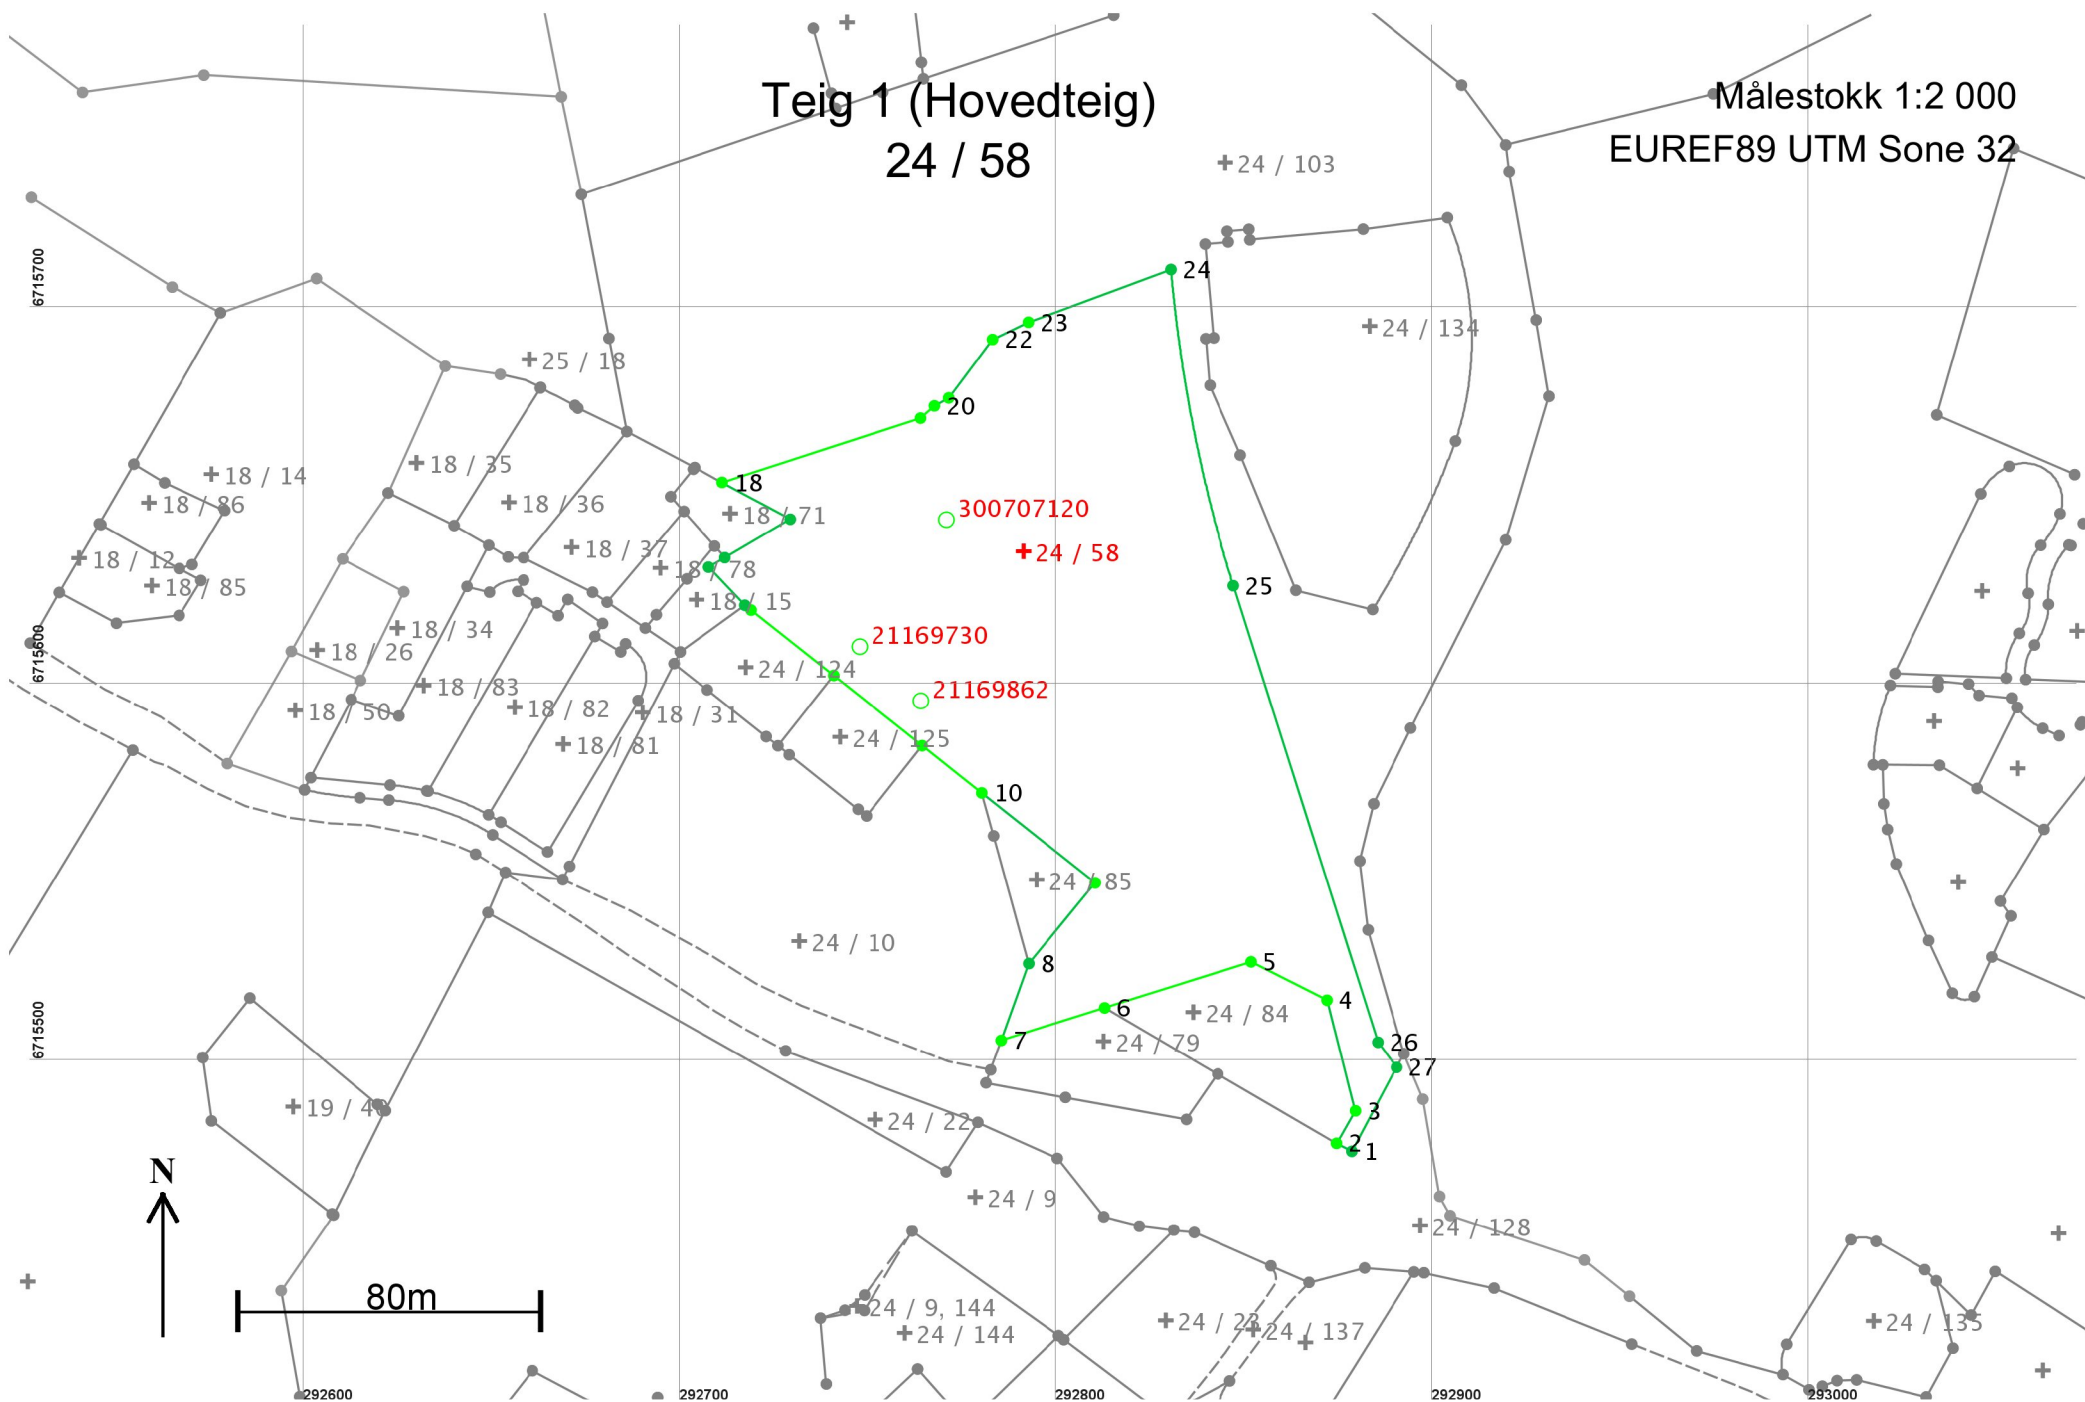 Teig 1 (Hovedteig)
24 / 58
Målestokk 1:2 000
EUREF89 UTM Sone 32
24 / 103
6715700
24
23
22
24 / 134
25 / 18
20
18 / 35
18 / 14
18
18 / 86
18 / 36
18 / 71
300707120
18 / 37
24 / 58
18 / 12
18 / 78
18 / 85
25
18 / 15
18 / 34
21169730
6715600
18 / 26
24 / 124
18 / 83
21169862
18 / 50
18 / 82
18 / 31
18 / 81
24 / 125
10
24 / 85
24 / 10
8
5
4
6
24 / 84
6715500
7
24 / 79
26
27
19 / 40
3
24 / 22
2
1
N
24 / 9
24 / 128
80m
24 / 9, 144
24 / 144
24 / 23
24 / 137
24 / 135
292600
292700
292800
292900
293000